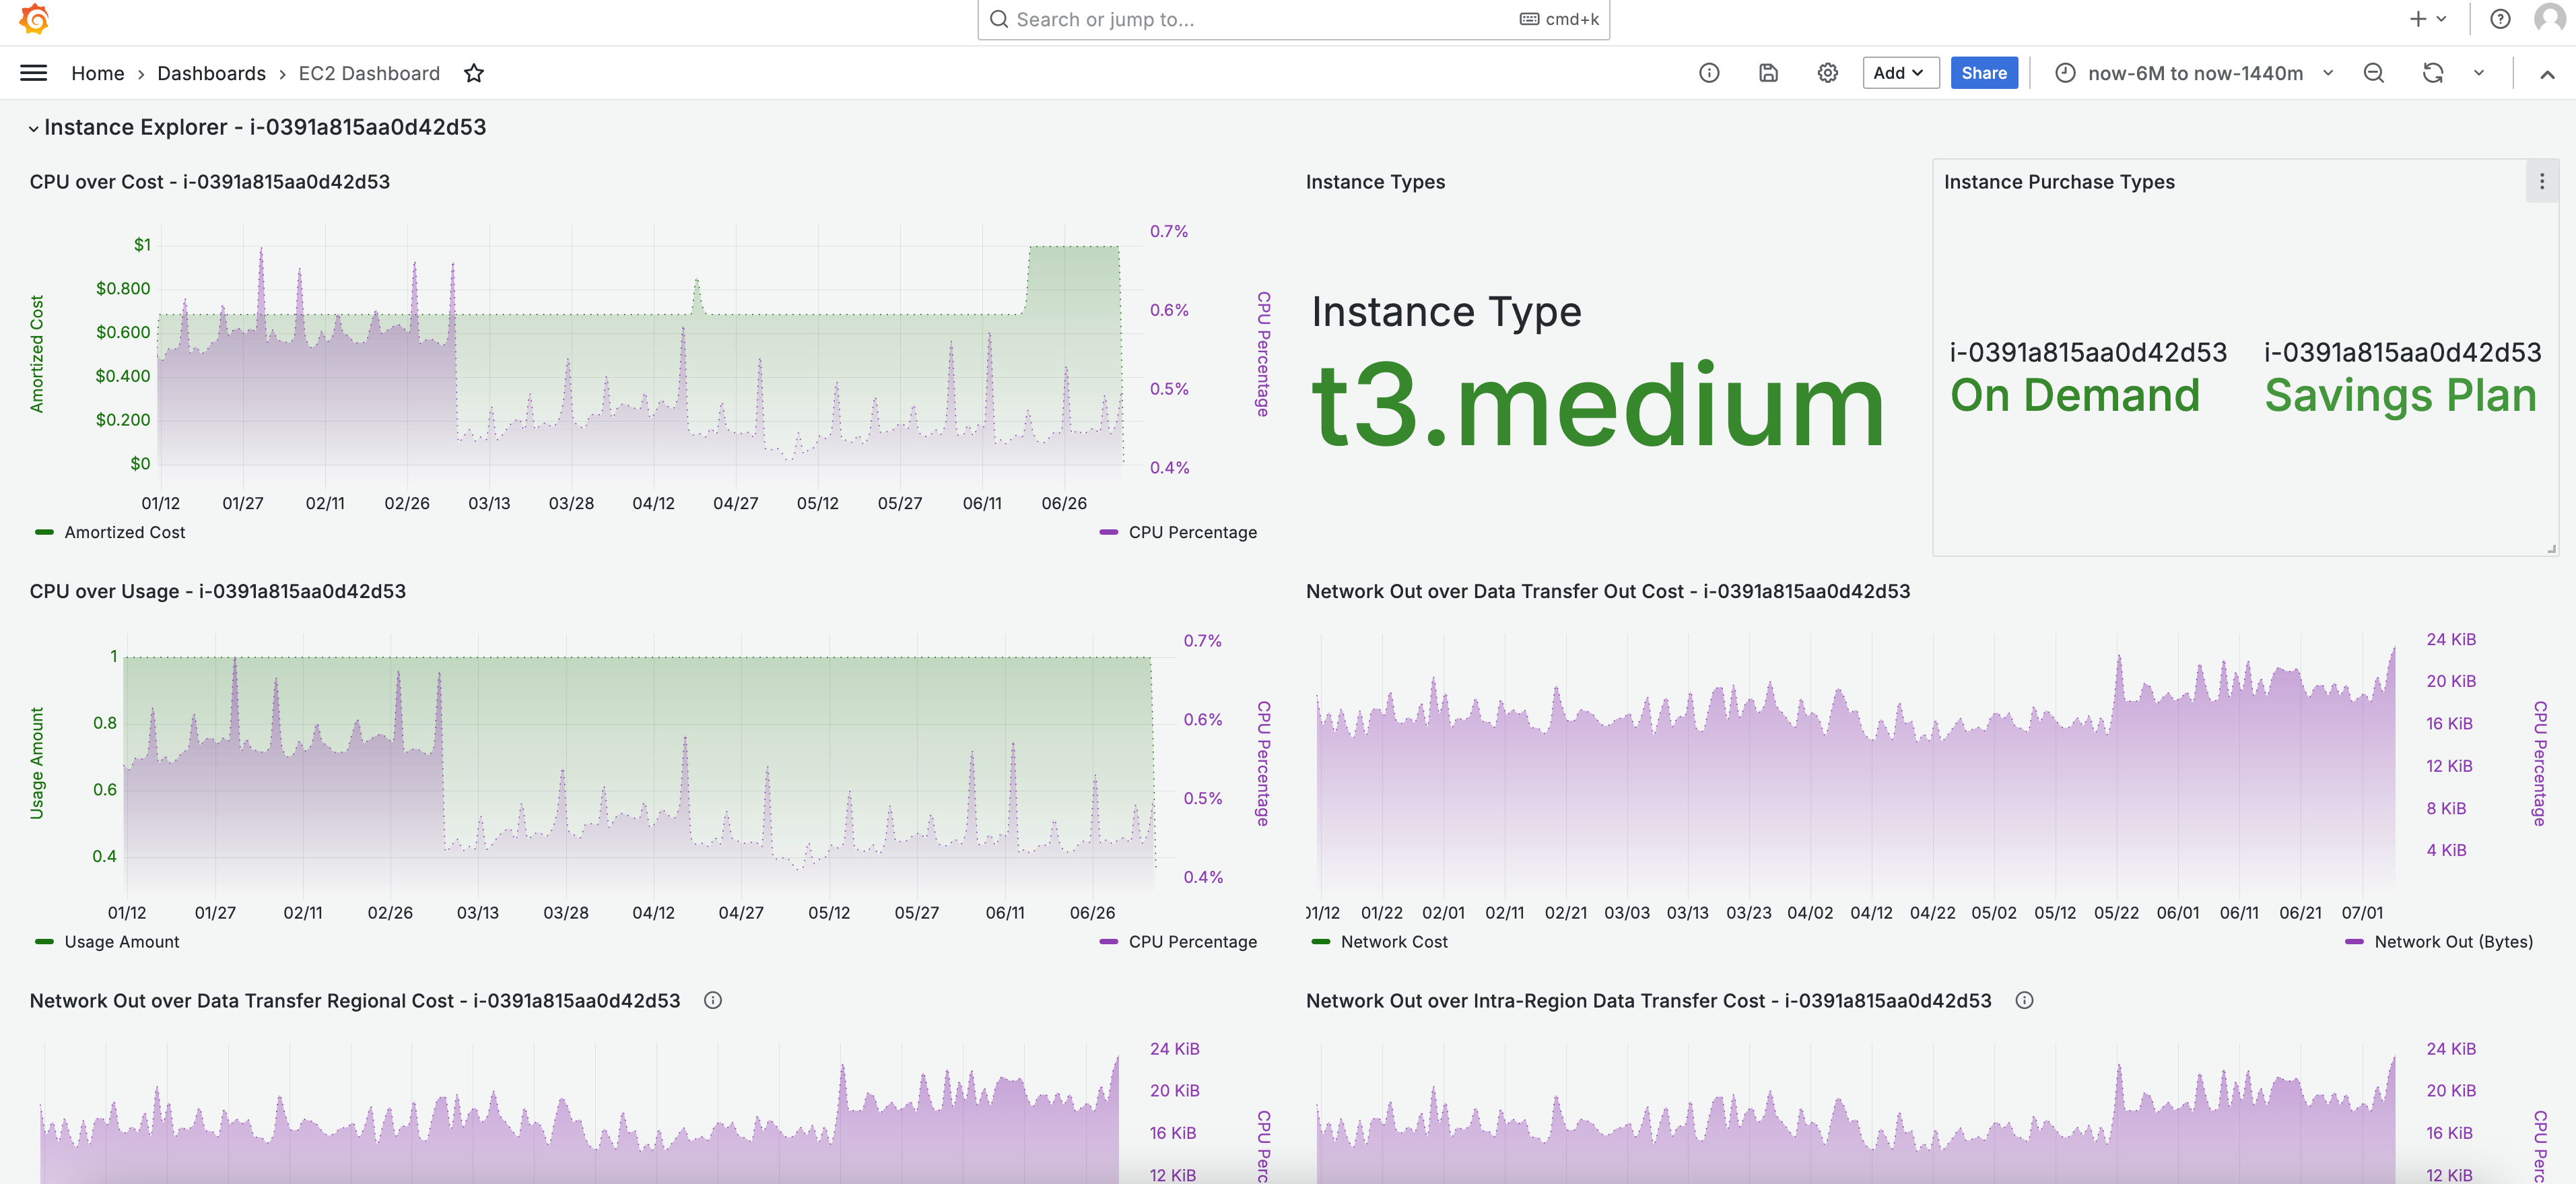 Search or jump to...
cmd+k
Home
Dashboards
EC2 Dashboard
Add
Share
now-6M to now-1440m
Instance Explorer - i-0391a815aa0d42d53
CPU over Cost - i-0391a815aa0d42d53
Amortized Cost
$1
$0.800
$0.600
$0.400
$0.200
$0
0.7%
0.6%
0.5%
0.4%
CPU Percentage
01/12 01/27 02/11 02/26 03/13 03/28 04/12 04/27 05/12 05/27 06/11 06/26
Amortized Cost
CPU Percentage
Instance Types
Instance Type
t3.medium
Instance Purchase Types
i-0391a815aa0d42d53
On Demand
i-0391a815aa0d42d53
Savings Plan
CPU over Usage - i-0391a815aa0d42d53
Usage Amount
1
0.8
0.6
0.4
0.7%
0.6%
0.5%
0.4%
CPU Percentage
01/12 01/27 02/11 02/26 03/13 03/28 04/12 04/27 05/12 05/27 06/11 06/26
Usage Amount
CPU Percentage
Network Out over Data Transfer Out Cost - i-0391a815aa0d42d53
24 KiB
20 KiB
16 KiB
12 KiB
8 KiB
4 KiB
CPU Percentage
01/12 01/22 02/01 02/11 02/21 03/03 03/13 03/23 04/02 04/12 04/22 05/02 05/12 05/22 06/01 06/11 06/21 07/01
Network Cost
Network Out (Bytes)
Network Out over Data Transfer Regional Cost - i-0391a815aa0d42d53
24 KiB
20 KiB
16 KiB
12 KiB
CPU Perc
Network Out over Intra-Region Data Transfer Cost - i-0391a815aa0d42d53
24 KiB
20 KiB
16 KiB
12 KiB
CPU Perc